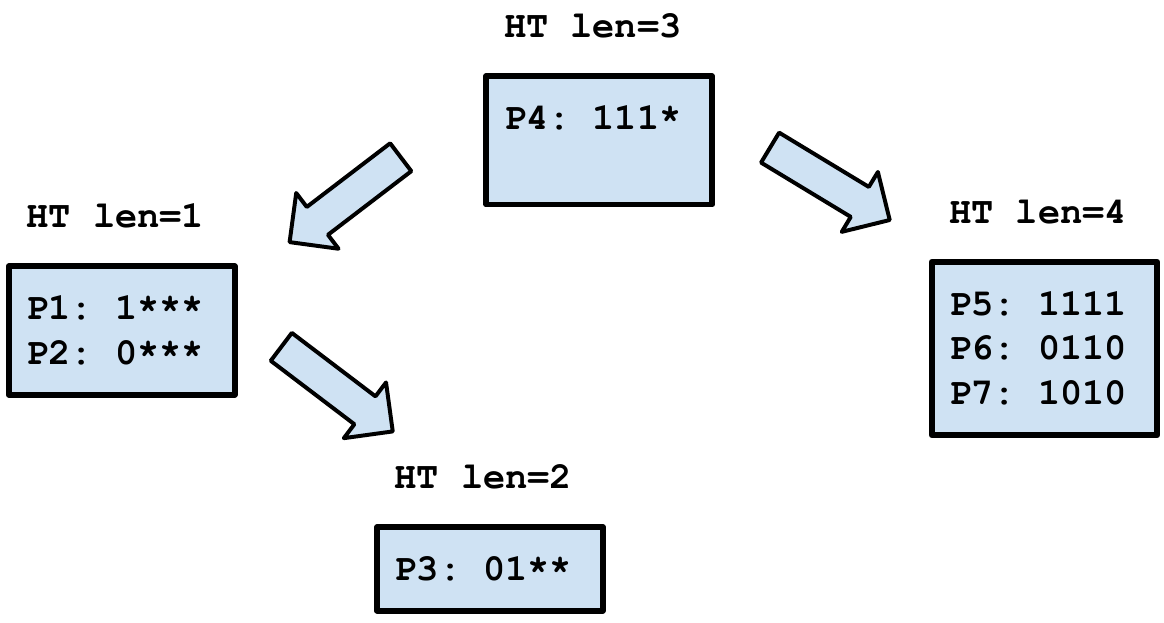 HT len=3
P4: 111*
HT len=1
P1: 1***
P2: 0***
HT len=4
P5: 1111
P6: 0110
P7: 1010
HT len=2
P3: 01**